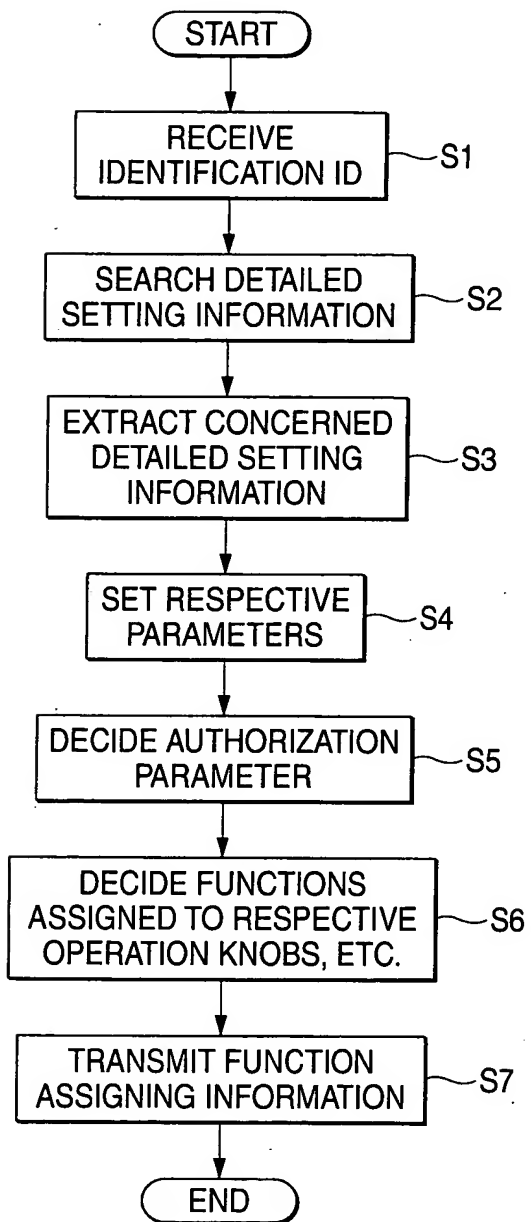 START
RECEIVE
IDENTIFICATION ID
S1
SEARCH DETAILED
SETTING INFORMATION
S2
EXTRACT CONCERNED
DETAILED SETTING
INFORMATION
S3
SET RESPECTIVE
PARAMETERS
S4
DECIDE AUTHORIZATION
PARAMETER
S5
DECIDE FUNCTIONS
ASSIGNED TO RESPECTIVE
OPERATION KNOBS, ETC.
S6
TRANSMIT FUNCTION
ASSIGNING INFORMATION
S7
END